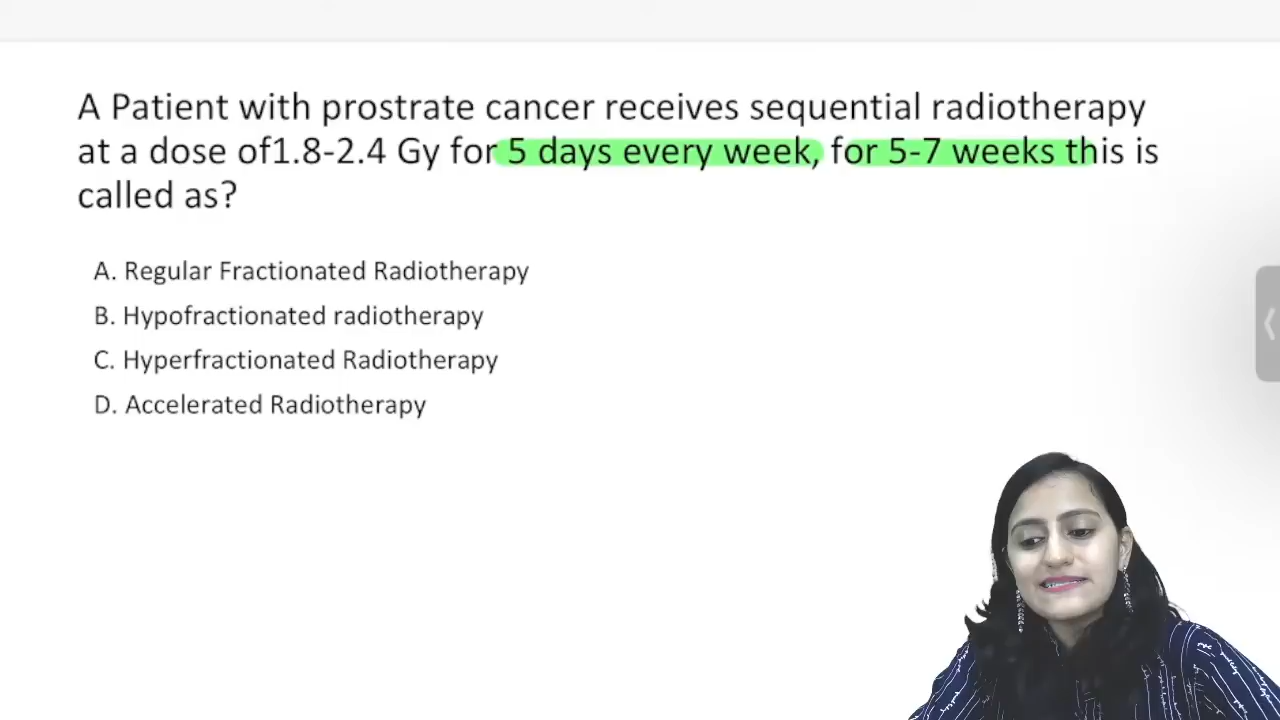 A Patient with prostrate cancer receives sequential radiotherapy
at a dose of1.8-2.4 Gy for 5 days every week, for 5-7 weeks this is
called as?
A. Regular Fractionated Radiotherapy
B. Hypofractionated radiotherapy
C. Hyperfractionated Radiotherapy
D. Accelerated Radiotherapy